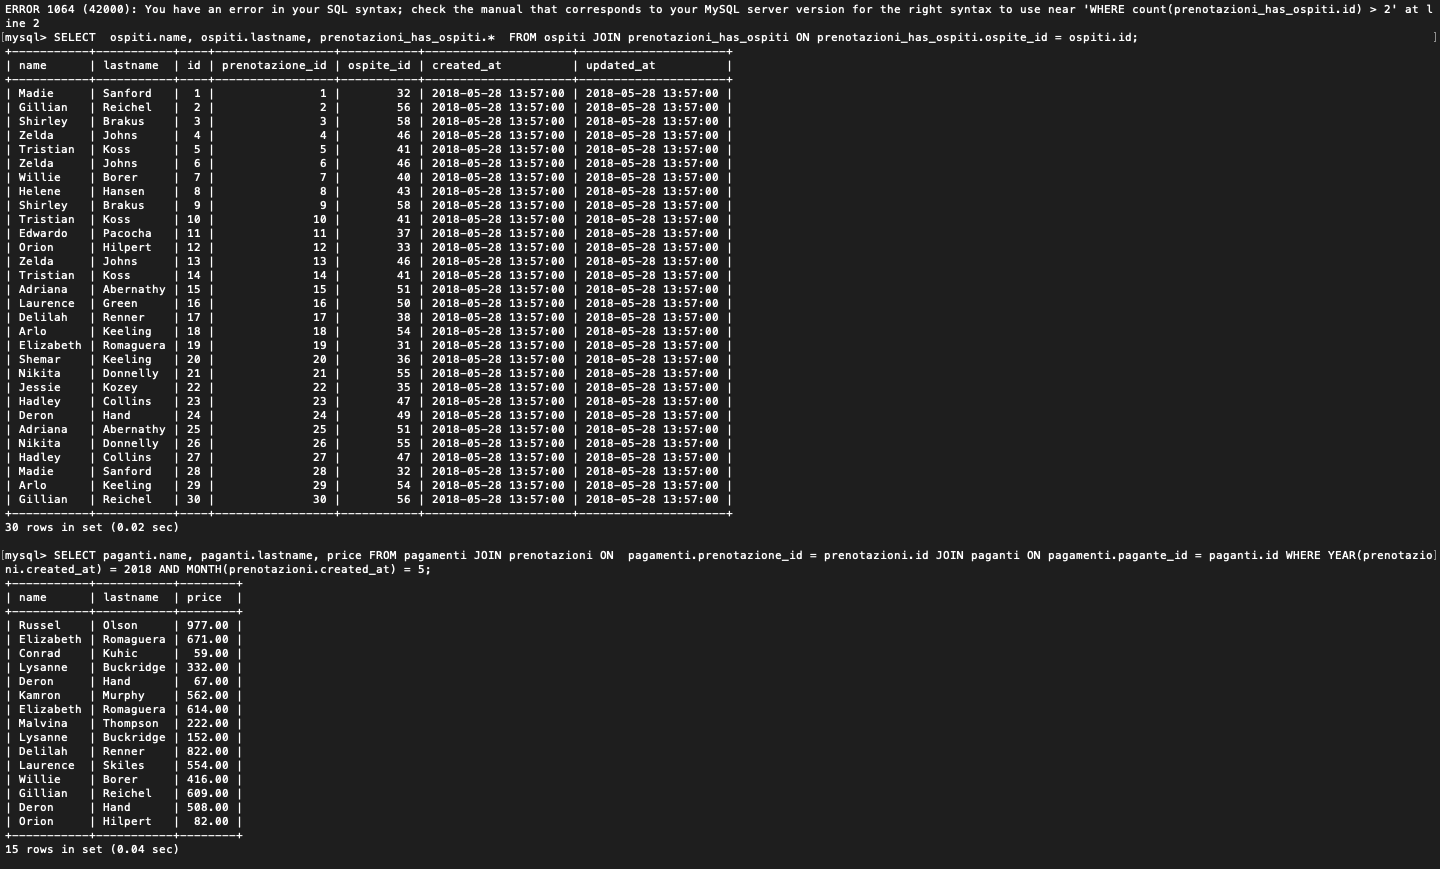 ERROR 1064 (42000): You have an error in your SQL syntax; check the manual that corresponds to your MySQL server version for the right syntax to use near 'WHERE count(prenotazioni_has_ospiti.id) > 2' at l
ine 2
[mysql> SELECT  ospiti.name, ospiti.lastname, prenotazioni_has_ospiti.*  FROM ospiti JOIN prenotazioni_has_ospiti ON prenotazioni_has_ospiti.ospite_id = ospiti.id; ]
+-----------+-----------+----+-----------------+-----------+---------------------+---------------------+
| name      | lastname  | id | prenotazione_id | ospite_id | created_at          | updated_at          |
+-----------+-----------+----+-----------------+-----------+---------------------+---------------------+
| Madie     | Sanford   |  1 |               1 |        32 | 2018-05-28 13:57:00 | 2018-05-28 13:57:00 |
| Gillian   | Reichel   |  2 |               2 |        56 | 2018-05-28 13:57:00 | 2018-05-28 13:57:00 |
| Shirley   | Brakus    |  3 |               3 |        58 | 2018-05-28 13:57:00 | 2018-05-28 13:57:00 |
| Zelda     | Johns     |  4 |               4 |        46 | 2018-05-28 13:57:00 | 2018-05-28 13:57:00 |
| Tristian  | Koss      |  5 |               5 |        41 | 2018-05-28 13:57:00 | 2018-05-28 13:57:00 |
| Zelda     | Johns     |  6 |               6 |        46 | 2018-05-28 13:57:00 | 2018-05-28 13:57:00 |
| Willie    | Borer     |  7 |               7 |        40 | 2018-05-28 13:57:00 | 2018-05-28 13:57:00 |
| Helene    | Hansen    |  8 |               8 |        43 | 2018-05-28 13:57:00 | 2018-05-28 13:57:00 |
| Shirley   | Brakus    |  9 |               9 |        58 | 2018-05-28 13:57:00 | 2018-05-28 13:57:00 |
| Tristian  | Koss      | 10 |              10 |        41 | 2018-05-28 13:57:00 | 2018-05-28 13:57:00 |
| Edwardo   | Pacocha   | 11 |              11 |        37 | 2018-05-28 13:57:00 | 2018-05-28 13:57:00 |
| Orion     | Hilpert   | 12 |              12 |        33 | 2018-05-28 13:57:00 | 2018-05-28 13:57:00 |
| Zelda     | Johns     | 13 |              13 |        46 | 2018-05-28 13:57:00 | 2018-05-28 13:57:00 |
| Tristian  | Koss      | 14 |              14 |        41 | 2018-05-28 13:57:00 | 2018-05-28 13:57:00 |
| Adriana   | Abernathy | 15 |              15 |        51 | 2018-05-28 13:57:00 | 2018-05-28 13:57:00 |
| Laurence  | Green     | 16 |              16 |        50 | 2018-05-28 13:57:00 | 2018-05-28 13:57:00 |
| Delilah   | Renner    | 17 |              17 |        38 | 2018-05-28 13:57:00 | 2018-05-28 13:57:00 |
| Arlo      | Keeling   | 18 |              18 |        54 | 2018-05-28 13:57:00 | 2018-05-28 13:57:00 |
| Elizabeth | Romaguera | 19 |              19 |        31 | 2018-05-28 13:57:00 | 2018-05-28 13:57:00 |
| Shemar    | Keeling   | 20 |              20 |        36 | 2018-05-28 13:57:00 | 2018-05-28 13:57:00 |
| Nikita    | Donnelly  | 21 |              21 |        55 | 2018-05-28 13:57:00 | 2018-05-28 13:57:00 |
| Jessie    | Kozey     | 22 |              22 |        35 | 2018-05-28 13:57:00 | 2018-05-28 13:57:00 |
| Hadley    | Collins   | 23 |              23 |        47 | 2018-05-28 13:57:00 | 2018-05-28 13:57:00 |
| Deron     | Hand      | 24 |              24 |        49 | 2018-05-28 13:57:00 | 2018-05-28 13:57:00 |
| Adriana   | Abernathy | 25 |              25 |        51 | 2018-05-28 13:57:00 | 2018-05-28 13:57:00 |
| Nikita    | Donnelly  | 26 |              26 |        55 | 2018-05-28 13:57:00 | 2018-05-28 13:57:00 |
| Hadley    | Collins   | 27 |              27 |        47 | 2018-05-28 13:57:00 | 2018-05-28 13:57:00 |
| Madie     | Sanford   | 28 |              28 |        32 | 2018-05-28 13:57:00 | 2018-05-28 13:57:00 |
| Arlo      | Keeling   | 29 |              29 |        54 | 2018-05-28 13:57:00 | 2018-05-28 13:57:00 |
| Gillian   | Reichel   | 30 |              30 |        56 | 2018-05-28 13:57:00 | 2018-05-28 13:57:00 |
+-----------+-----------+----+-----------------+-----------+---------------------+---------------------+
30 rows in set (0.02 sec)
[mysql> SELECT paganti.name, paganti.lastname, price FROM pagamenti JOIN prenotazioni ON  pagamenti.prenotazione_id = prenotazioni.id JOIN paganti ON pagamenti.pagante_id = paganti.id WHERE YEAR(prenotazio]
ni.created_at) = 2018 AND MONTH(prenotazioni.created_at) = 5;
+-----------+-----------+--------+
| name      | lastname  | price  |
+-----------+-----------+--------+
| Russel    | Olson     | 977.00 |
| Elizabeth | Romaguera | 671.00 |
| Conrad    | Kuhic     |  59.00 |
| Lysanne   | Buckridge | 332.00 |
| Deron     | Hand      |  67.00 |
| Kamron    | Murphy    | 562.00 |
| Elizabeth | Romaguera | 614.00 |
| Malvina   | Thompson  | 222.00 |
| Lysanne   | Buckridge | 152.00 |
| Delilah   | Renner    | 822.00 |
| Laurence  | Skiles    | 554.00 |
| Willie    | Borer     | 416.00 |
| Gillian   | Reichel   | 609.00 |
| Deron     | Hand      | 508.00 |
| Orion     | Hilpert   |  82.00 |
+-----------+-----------+--------+
15 rows in set (0.04 sec)